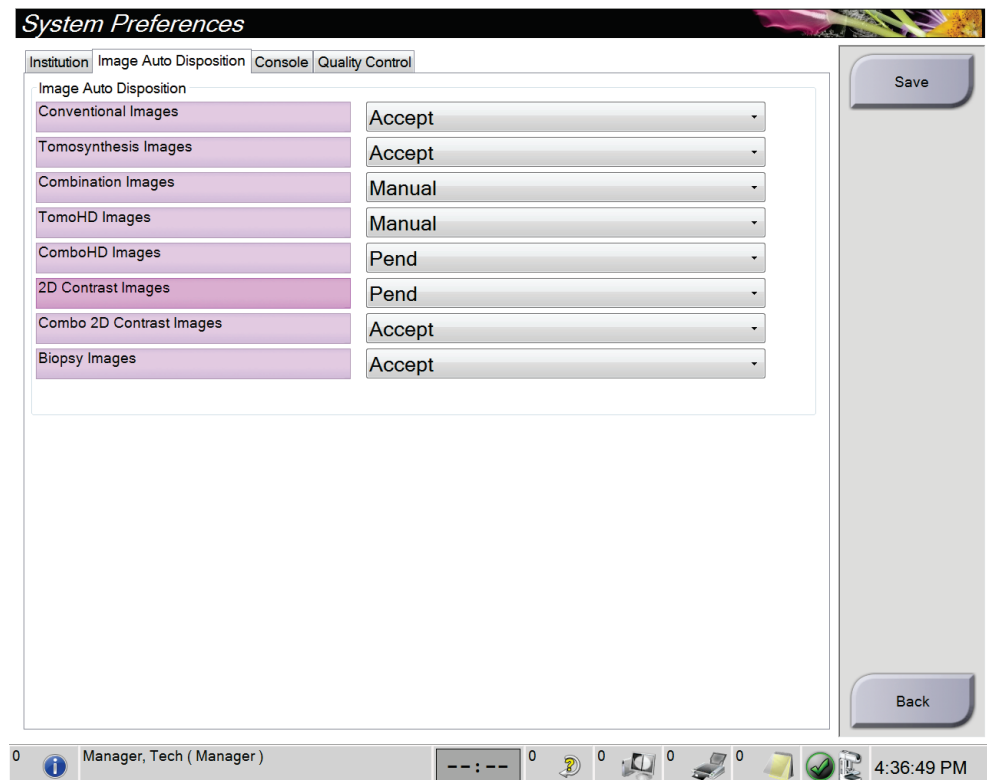 System Preferences
Institution Image Auto Disposition Console Quality Control
Save
Image Auto Disposition
Conventional Images Accept
Tomosynthesis Images Accept
Combination Images Manual
TomoHD Images Manual
ComboHD Images Pend
2D Contrast Images Pend
Combo 2D Contrast Images Accept
Biopsy Images Accept
Back
0 Manager, Tech ( Manager ) --:-- 0 0 0 0 4:36:49 PM